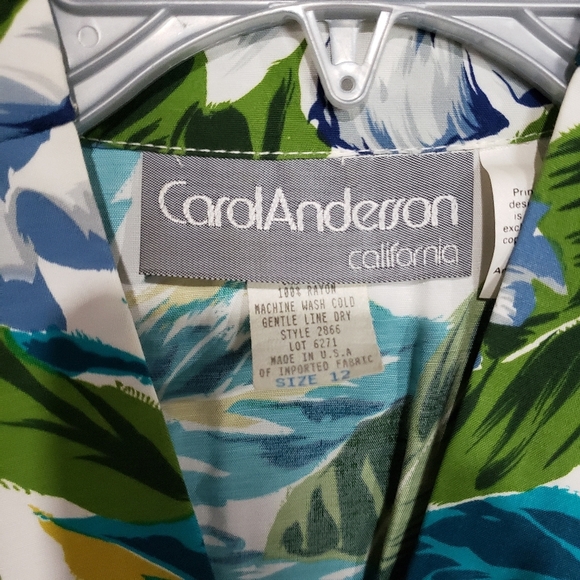 CarolAnderson
california
100% RAYON
MACHINE WASH COLD
GENTLE LINE DRY
STYLE 2866
LOT 6271
MADE IN U.S.A
OF IMPORTED FABRIC
SIZE 12
is